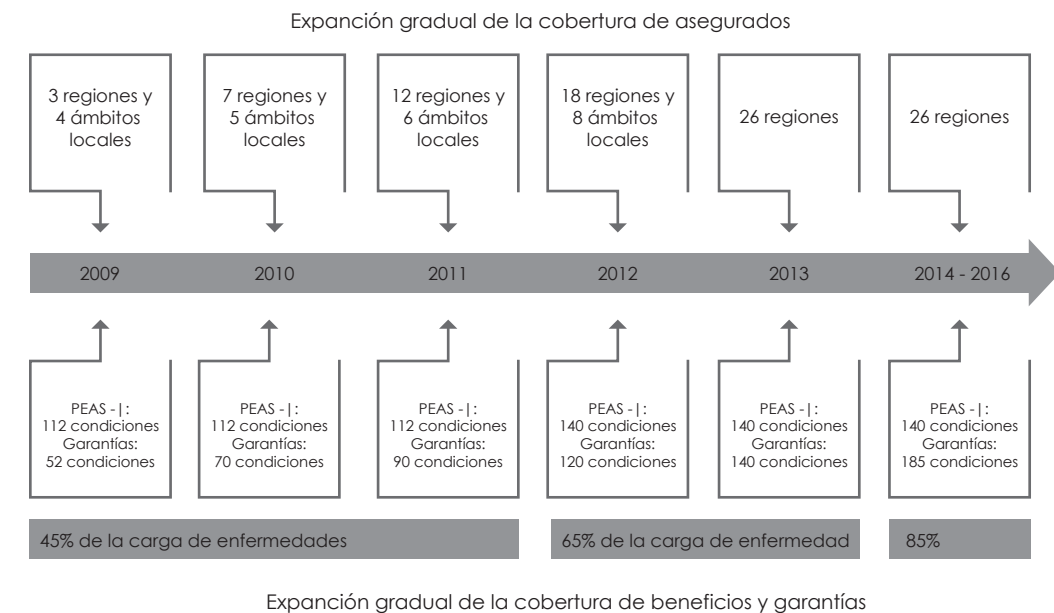 Expansión gradual de la cobertura de asegurados
3 regiones y
4 ámbitos
locales
7 regiones y
5 ámbitos
locales
12 regiones y
6 ámbitos
locales
18 regiones y
8 ámbitos
locales
26 regiones
26 regiones
2009
2010
2011
2012
2013
2014 - 2016
PEAS -|:
112 condiciones
Garantías:
52 condiciones
PEAS -|:
112 condiciones
Garantías:
70 condiciones
PEAS -|:
112 condiciones
Garantías:
90 condiciones
PEAS -|:
140 condiciones
Garantías:
120 condiciones
PEAS -|:
140 condiciones
Garantías:
140 condiciones
PEAS -|:
140 condiciones
Garantías:
185 condiciones
45% de la carga de enfermedades
65% de la carga de enfermedad
85%
Expansión gradual de la cobertura de beneficios y garantías